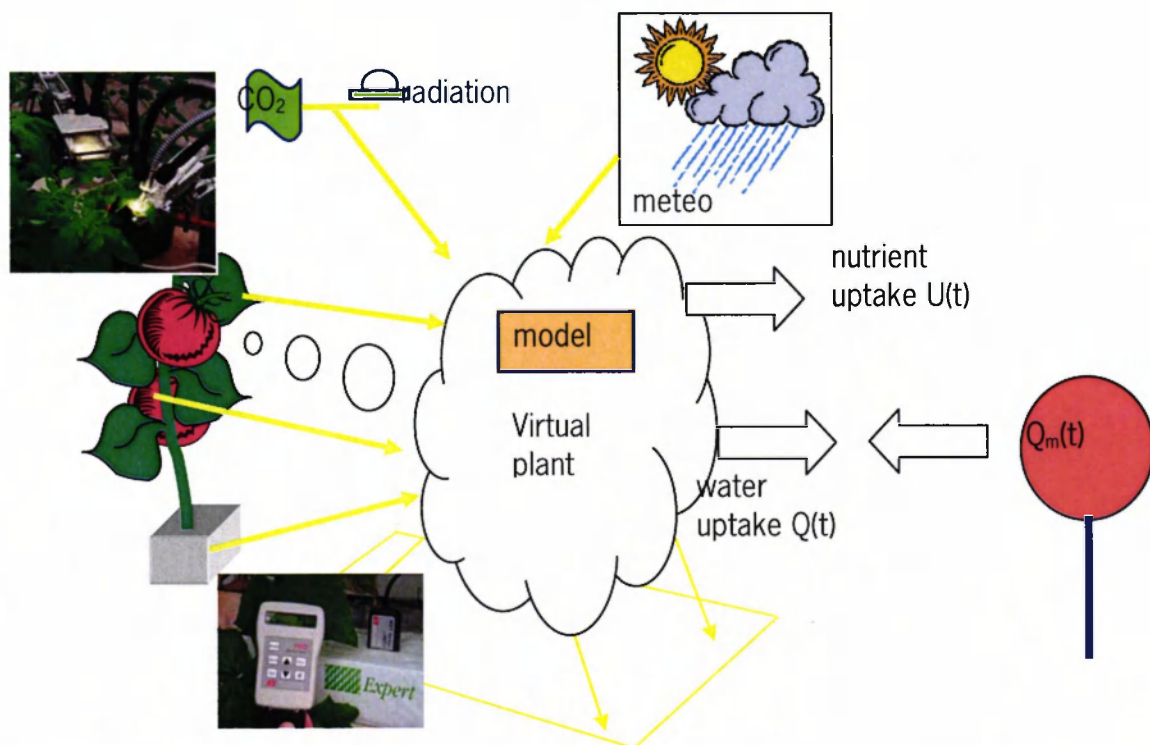 CO₂
radiation
meteo
nutrient
uptake U(t)
model
Virtual
plant
Qₘ(t)
water
uptake Q(t)
Expert